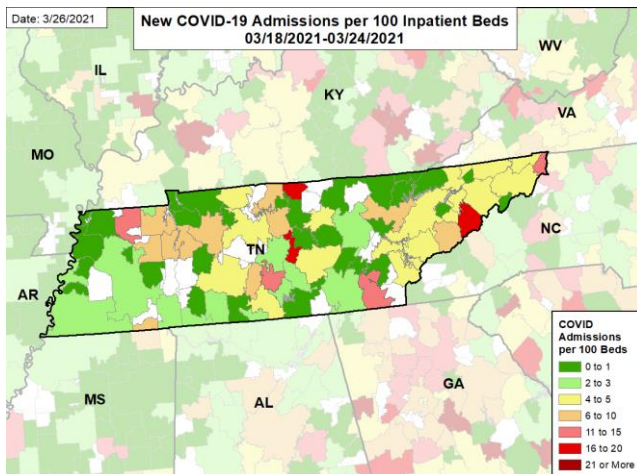 Date: 3/26/2021
New COVID-19 Admissions per 100 Inpatient Beds
03/18/2021-03/24/2021
WV
IL
KY
VA
MO
TN
NC
AR
MS
AL
GA
COVID
Admissions
per 100 Beds
0 to 1
2 to 3
4 to 5
6 to 10
11 to 15
16 to 20
21 or More